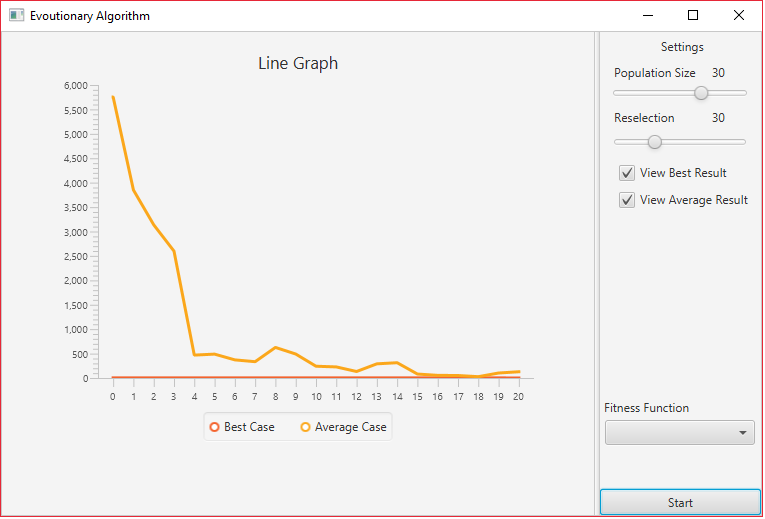 Evoutionary Algorithm
Line Graph
6,000
5,500
5,000
4,500
4,000
3,500
3,000
2,500
2,000
1,500
1,000
500
0
0 1 2 3 4 5 6 7 8 9 10 11 12 13 14 15 16 17 18 19 20
Best Case Average Case
Settings
Population Size 30
Reselection 30
View Best Result
View Average Result
Fitness Function
Start